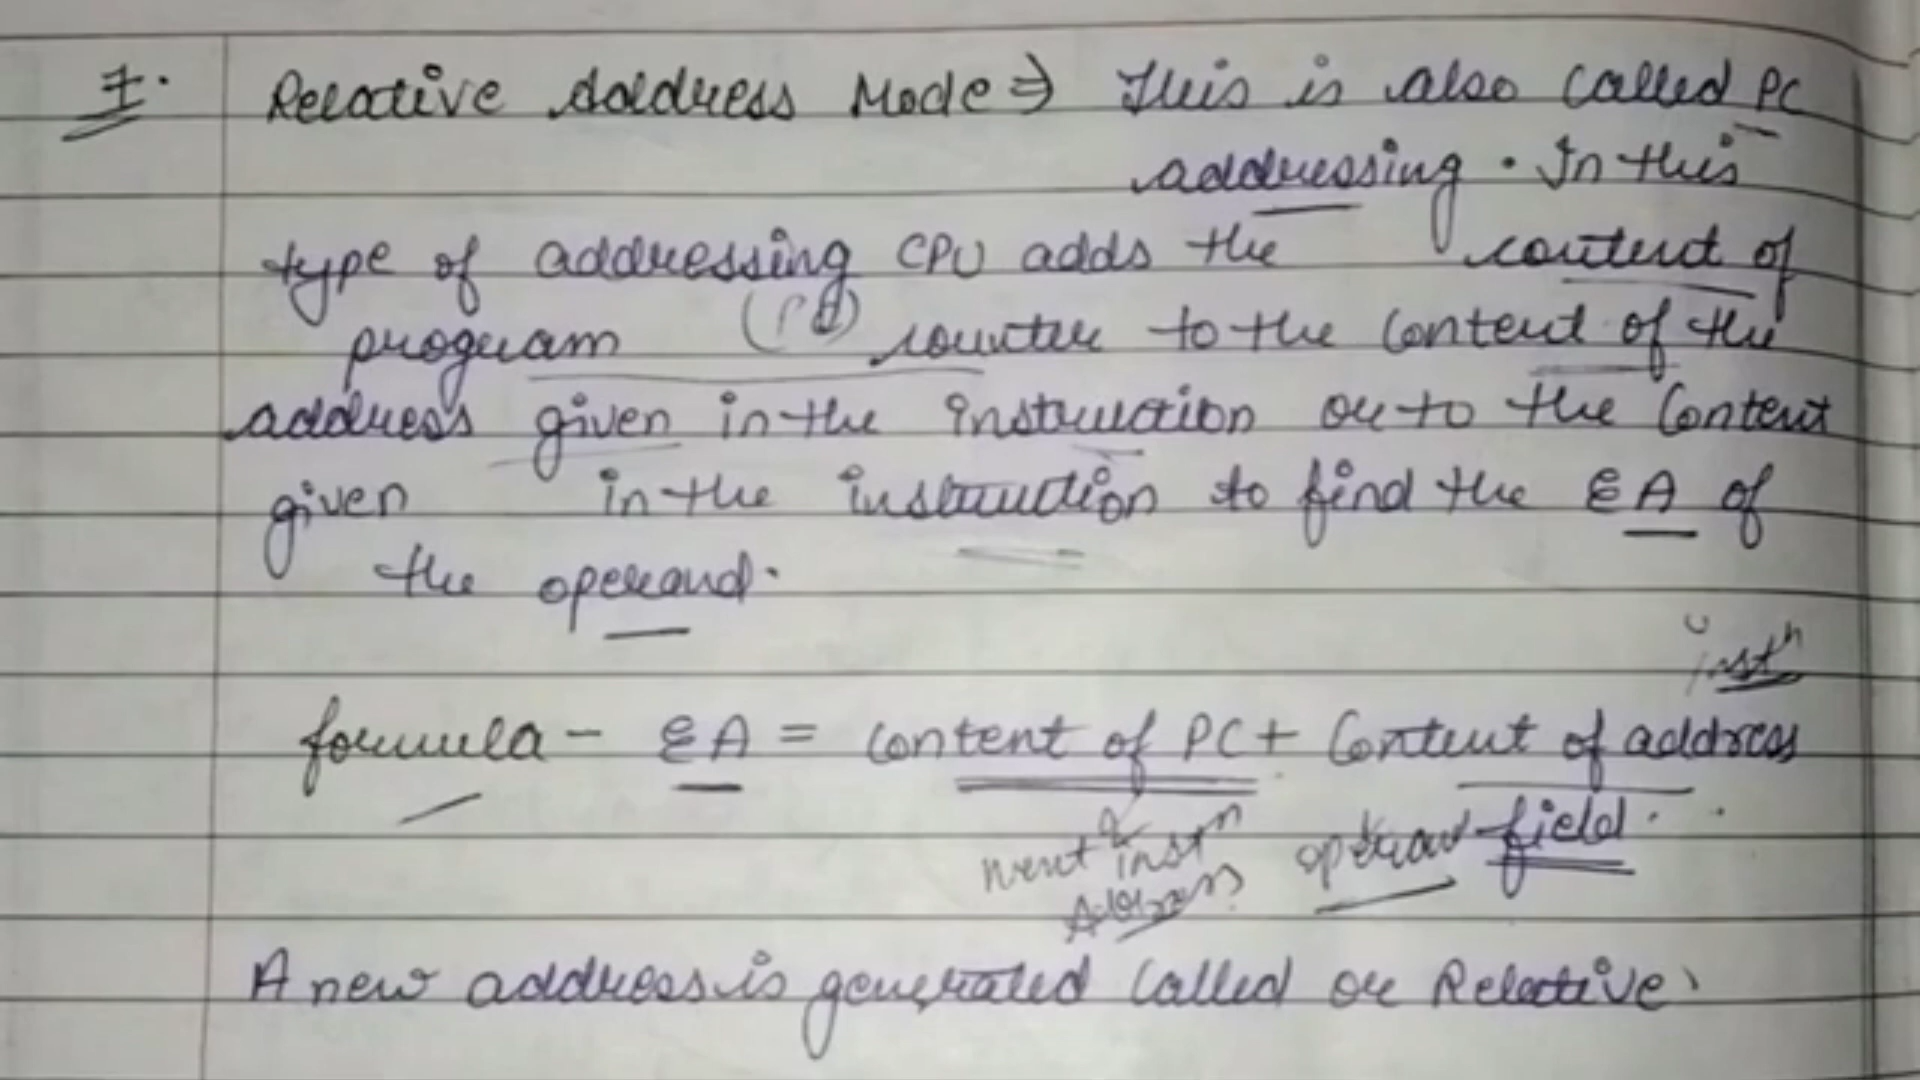 7. Relative Address Mode ⇒ This is also called PC
addressing. In this
type of addressing CPU adds the content of
program (PC) counter to the content of the
address given in the instruction or to the content
given in the instruction to find the EA of
the operand.
instn
formula - EA = content of PC + Content of address
field.
next instn operand
Address
A new address is generated called or Relative.